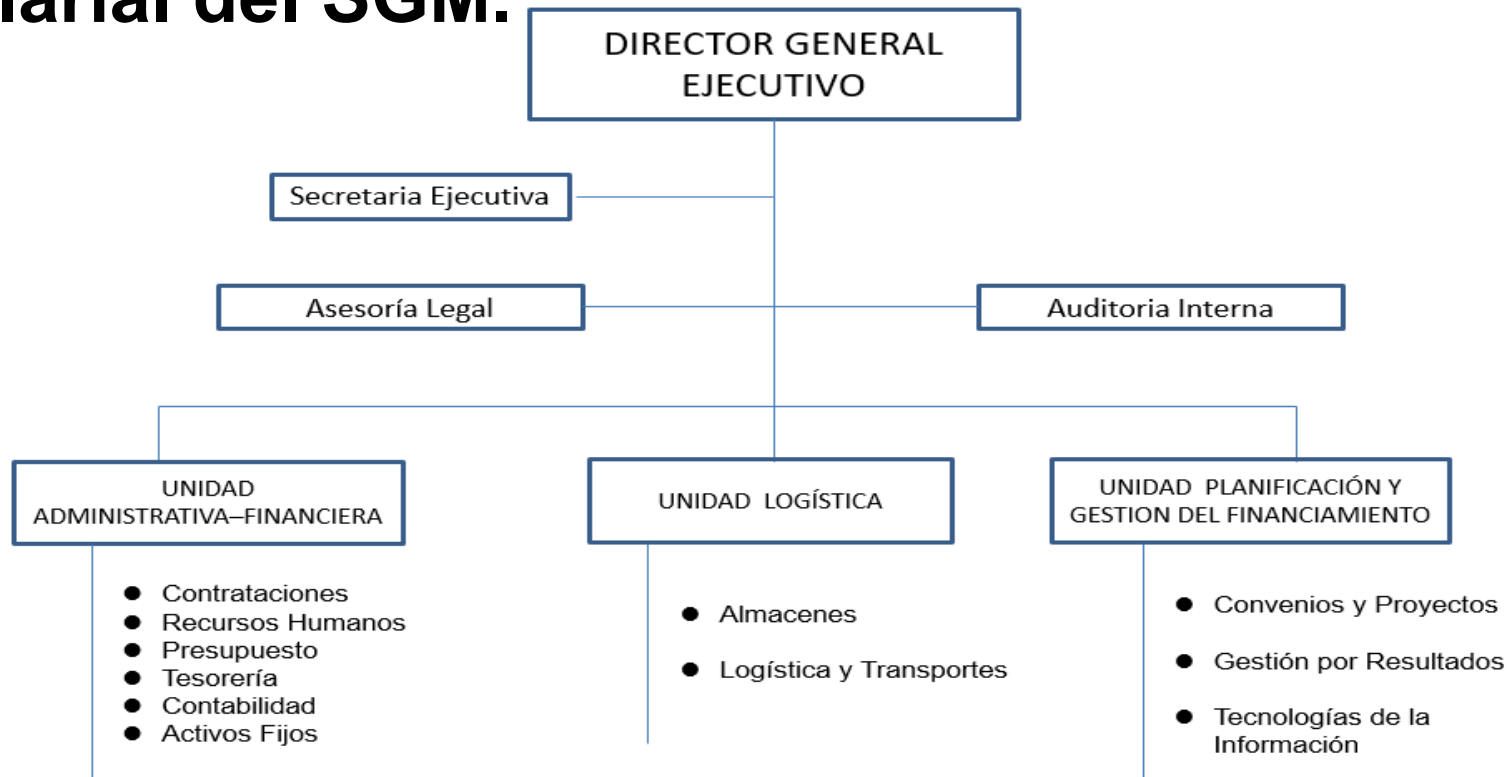 del SGM.
DIRECTOR GENERAL
EJECUTIVO
Secretaria Ejecutiva
Asesoría Legal
Auditoria Interna
UNIDAD
ADMINISTRATIVA–FINANCIERA
UNIDAD LOGÍSTICA
UNIDAD PLANIFICACIÓN Y
GESTION DEL FINANCIAMIENTO
● Contrataciones
● Recursos Humanos
● Presupuesto
● Tesorería
● Contabilidad
● Activos Fijos
● Almacenes
● Logística y Transportes
● Convenios y Proyectos
● Gestión por Resultados
● Tecnologías de la
Información